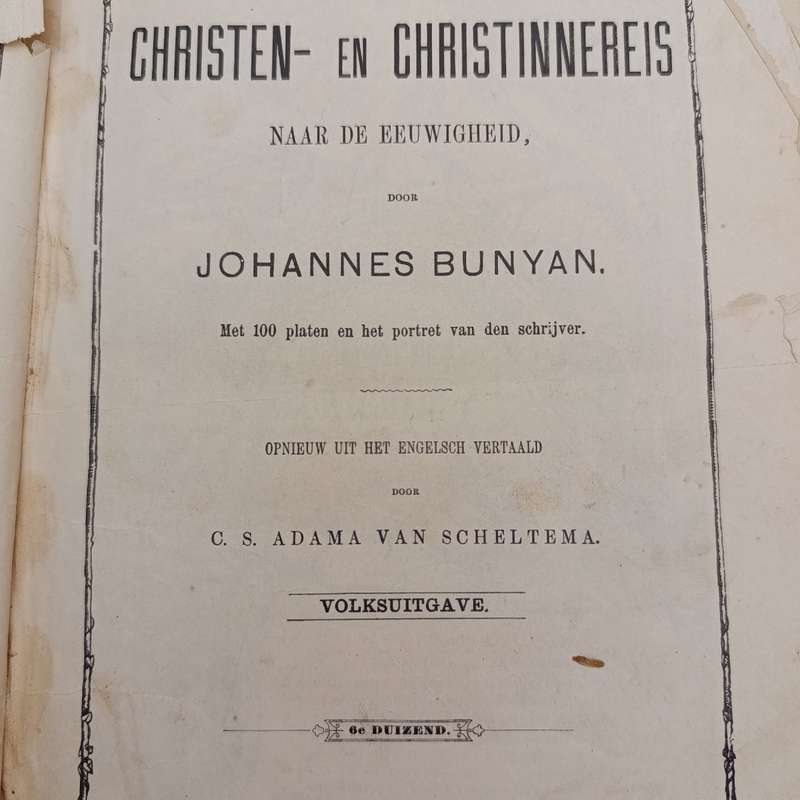 CHRISTEN- EN CHRISTINNEREIS
NAAR DE EEUWIGHEID,
DOOR
JOHANNES BUNYAN.
Met 100 platen en het portret van den schrijver.
OPNIEUW UIT HET ENGELSCH VERTAALD
DOOR
C. S. ADAMA VAN SCHELTEMA.
VOLKSUITGAVE.
6e DUIZEND.